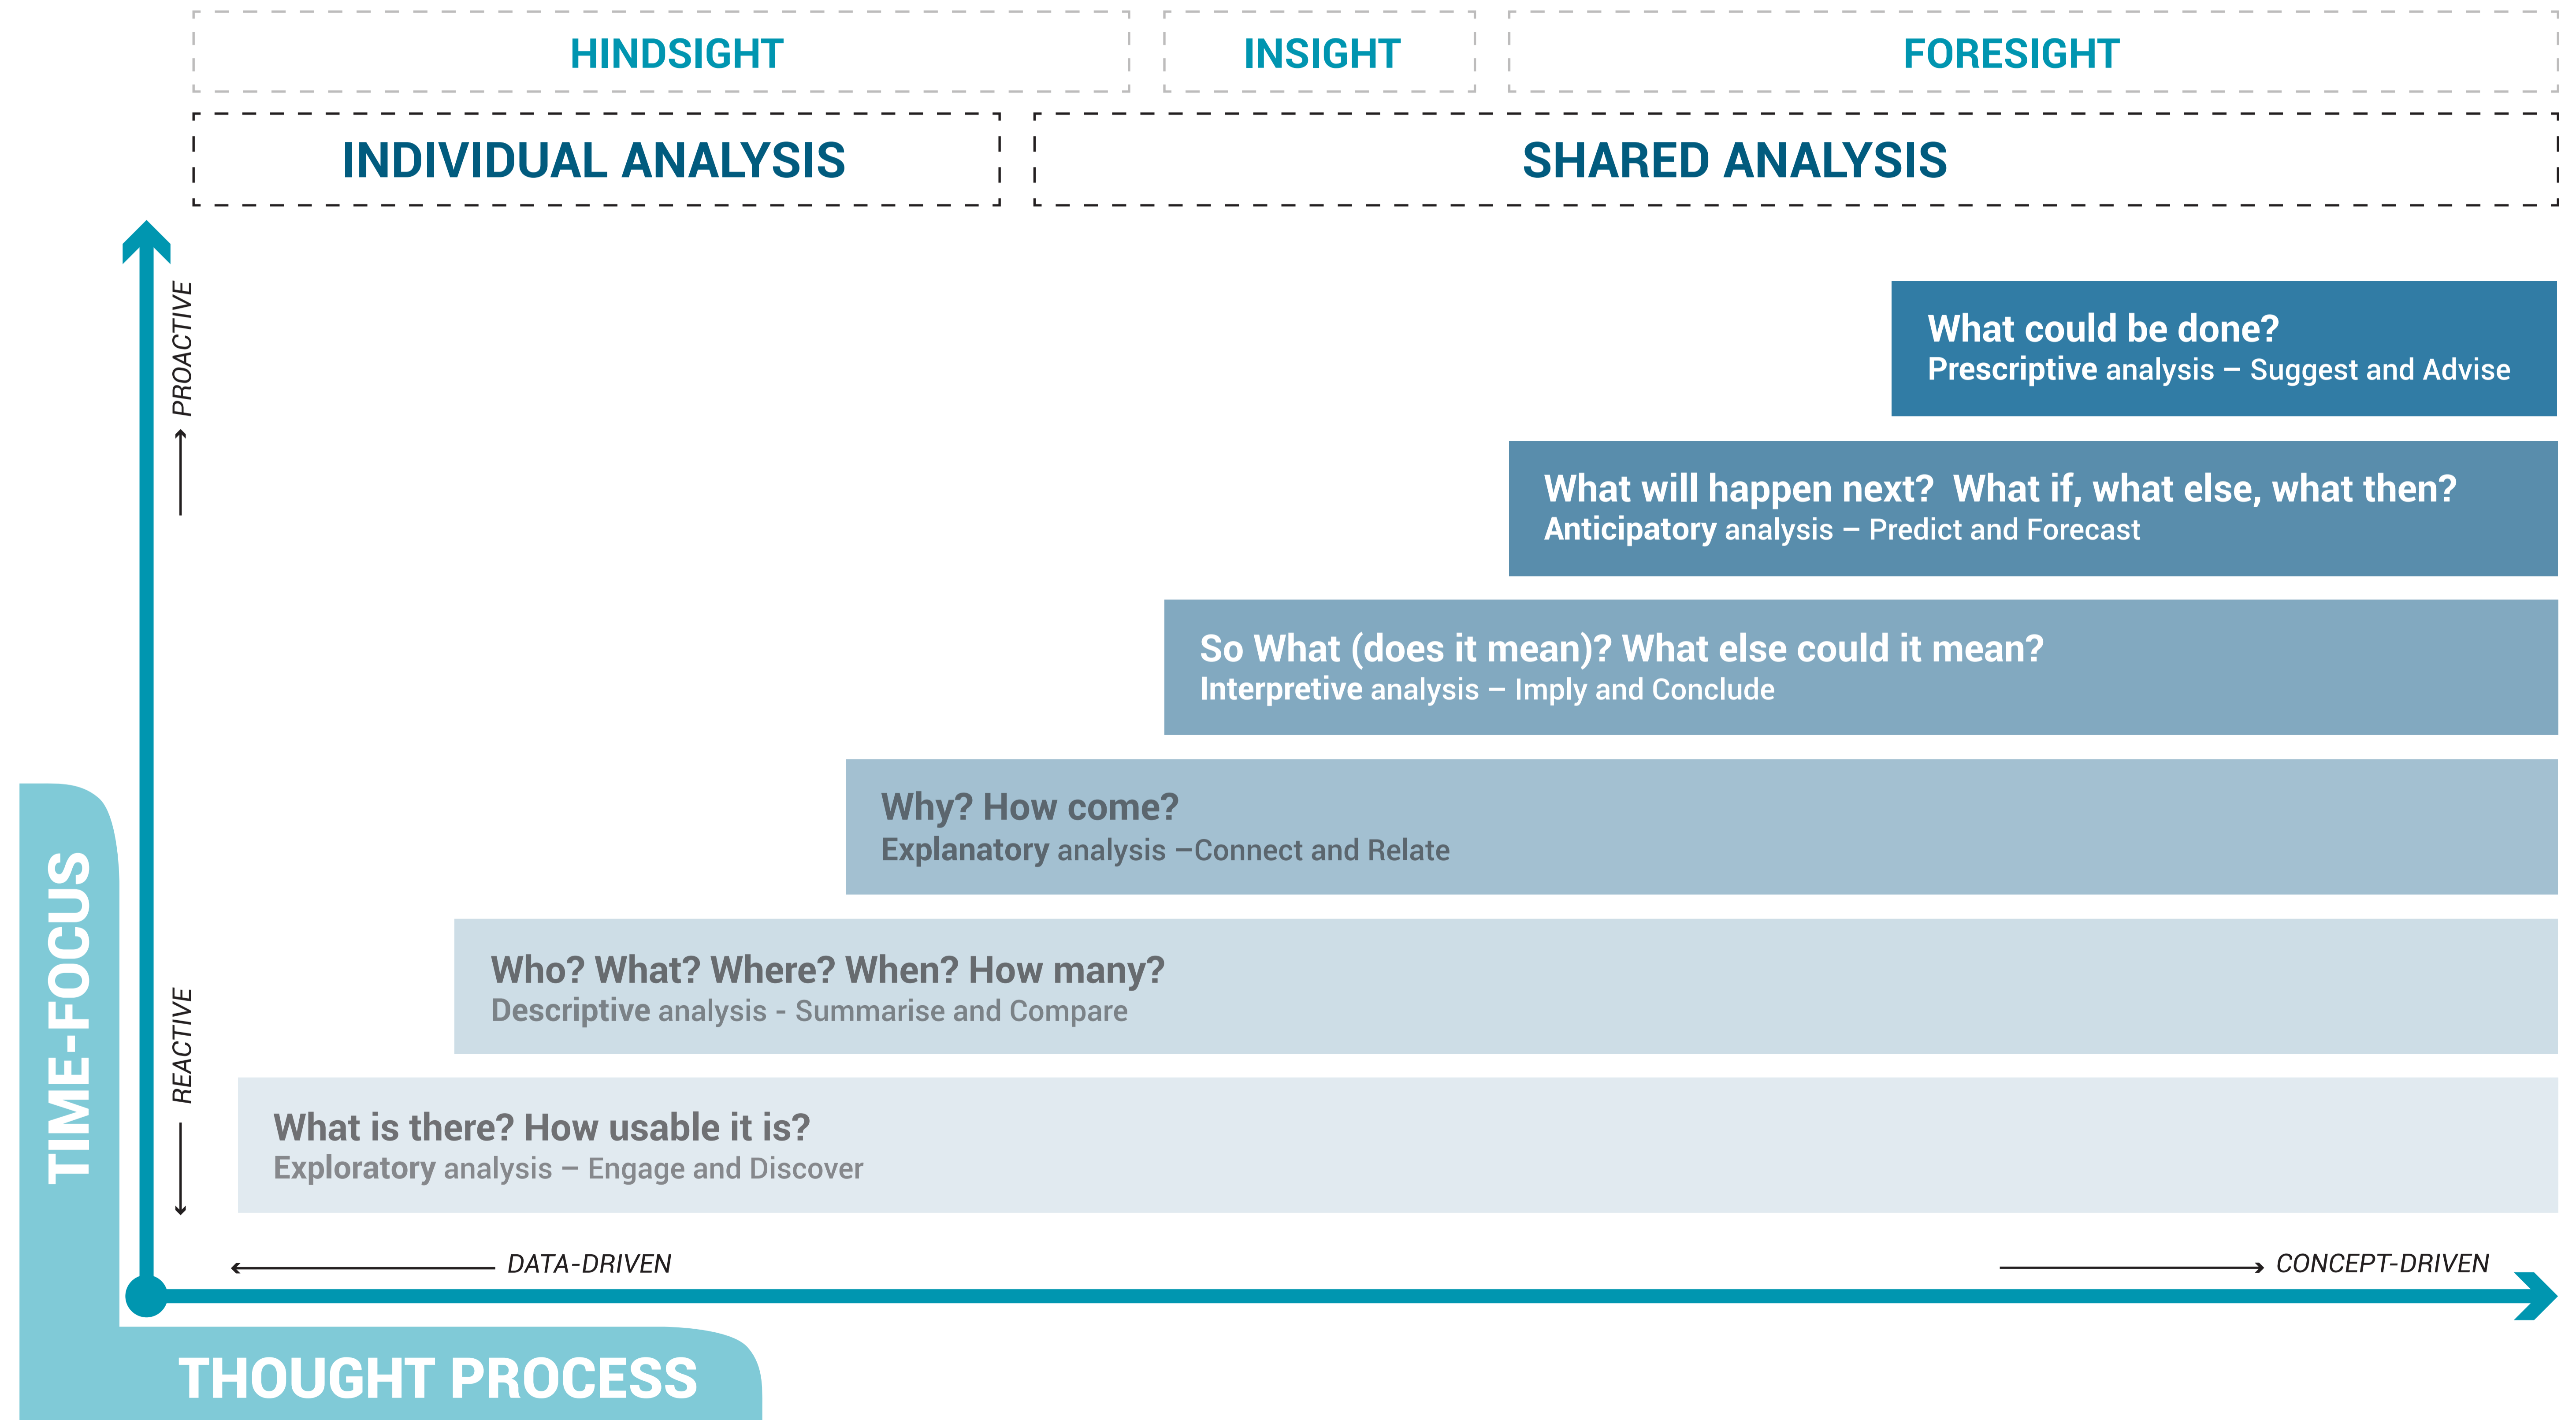 HINDSIGHT
INSIGHT
FORESIGHT
INDIVIDUAL ANALYSIS
SHARED ANALYSIS
PROACTIVE
What could be done?
Prescriptive analysis – Suggest and Advise
What will happen next?  What if, what else, what then?
Anticipatory analysis – Predict and Forecast
So What (does it mean)? What else could it mean?
Interpretive analysis – Imply and Conclude
Why? How come?
Explanatory analysis –Connect and Relate
Who? What? Where? When? How many?
Descriptive analysis - Summarise and Compare
What is there? How usable it is?
Exploratory analysis – Engage and Discover
REACTIVE
TIME-FOCUS
DATA-DRIVEN
CONCEPT-DRIVEN
THOUGHT PROCESS